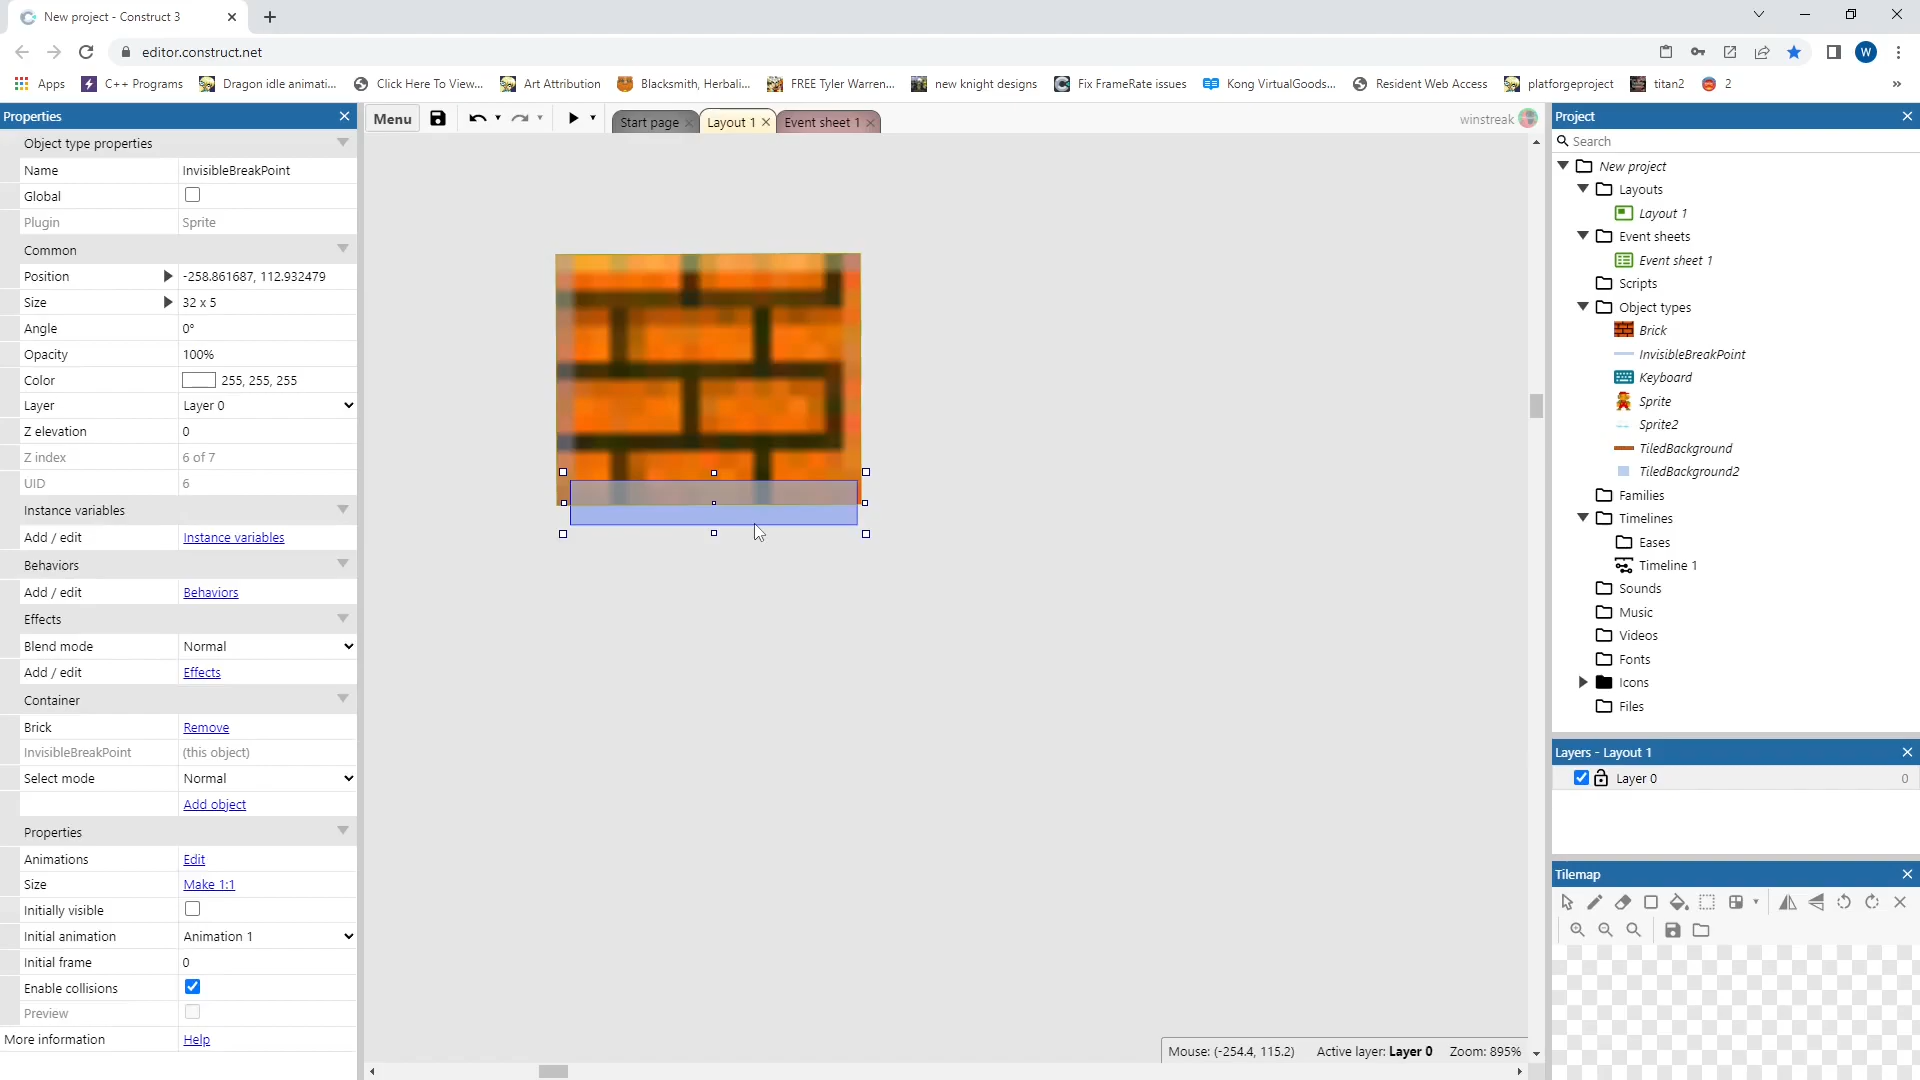 New project - Construct 3
editor.construct.net
W
Apps
C++ Programs
Dragon idle animati...
Click Here To View...
Art Attribution
Blacksmith, Herbali...
FREE Tyler Warren...
new knight designs
Fix FrameRate issues
Kong VirtualGoods...
Resident Web Access
platforgeproject
titan2
2
»
Properties
Object type properties
Name InvisibleBreakPoint
Global
Plugin Sprite
Common
Position -258.861687, 112.932479
Size 32 x 5
Angle 0°
Opacity 100%
Color 255, 255, 255
Layer Layer 0
Z elevation 0
Z index 6 of 7
UID 6
Instance variables
Add / edit Instance variables
Behaviors
Add / edit Behaviors
Effects
Blend mode Normal
Add / edit Effects
Container
Brick Remove
InvisibleBreakPoint (this object)
Select mode Normal
Add object
Properties
Animations Edit
Size Make 1:1
Initially visible
Initial animation Animation 1
Initial frame 0
Enable collisions
Preview
More information Help
Menu
Start page
Layout 1
Event sheet 1
winstreak
Mouse: (-254.4, 115.2) Active layer: Layer 0 Zoom: 895%
Project
Search
New project
Layouts
Layout 1
Event sheets
Event sheet 1
Scripts
Object types
Brick
InvisibleBreakPoint
Keyboard
Sprite
Sprite2
TiledBackground
TiledBackground2
Families
Timelines
Eases
Timeline 1
Sounds
Music
Videos
Fonts
Icons
Files
Layers - Layout 1
Layer 0 0
Tilemap